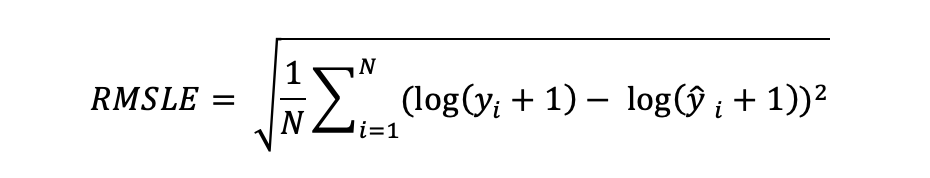 RMSLE = √(1/N ∑_{i=1}^{N} (log(y_i + 1) − log(ŷ_i + 1))²)